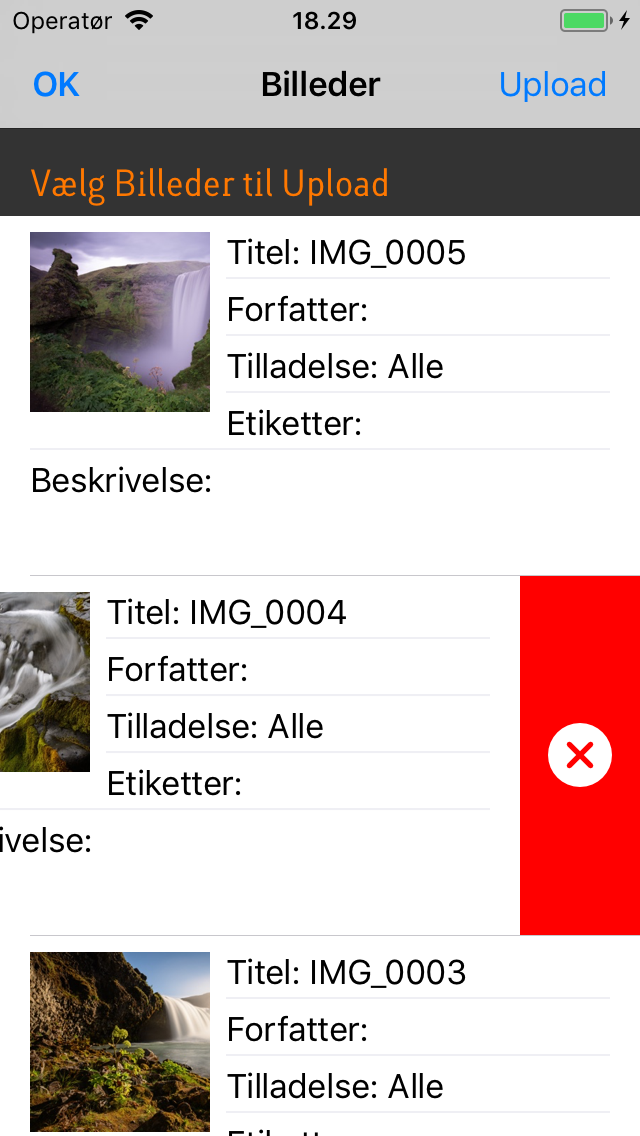 Operatør 18.29
OK Billeder Upload
Vælg Billeder til Upload
Titel: IMG_0005
Forfatter:
Tilladelse: Alle
Etiketter:
Beskrivelse:
Titel: IMG_0004
Forfatter:
Tilladelse: Alle
Etiketter:
ivelse:
Titel: IMG_0003
Forfatter:
Tilladelse: Alle